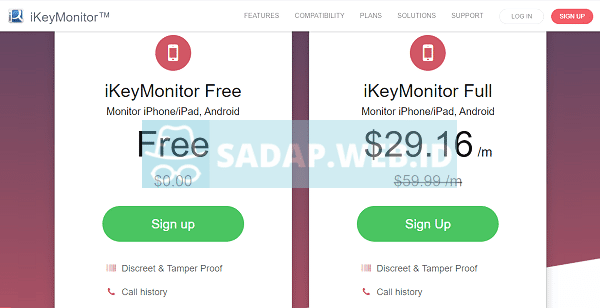 iKeyMonitor™ FEATURES COMPATIBILITY PLANS SOLUTIONS SUPPORT LOG IN SIGN UP
iKeyMonitor Free
Monitor iPhone/iPad, Android
Free
$0.00
Sign up
Discreet & Tamper Proof
Call history
iKeyMonitor Full
Monitor iPhone/iPad, Android
$29.16 /m
$59.99 /m
Sign Up
Discreet & Tamper Proof
Call history
SADAP.WEB.ID